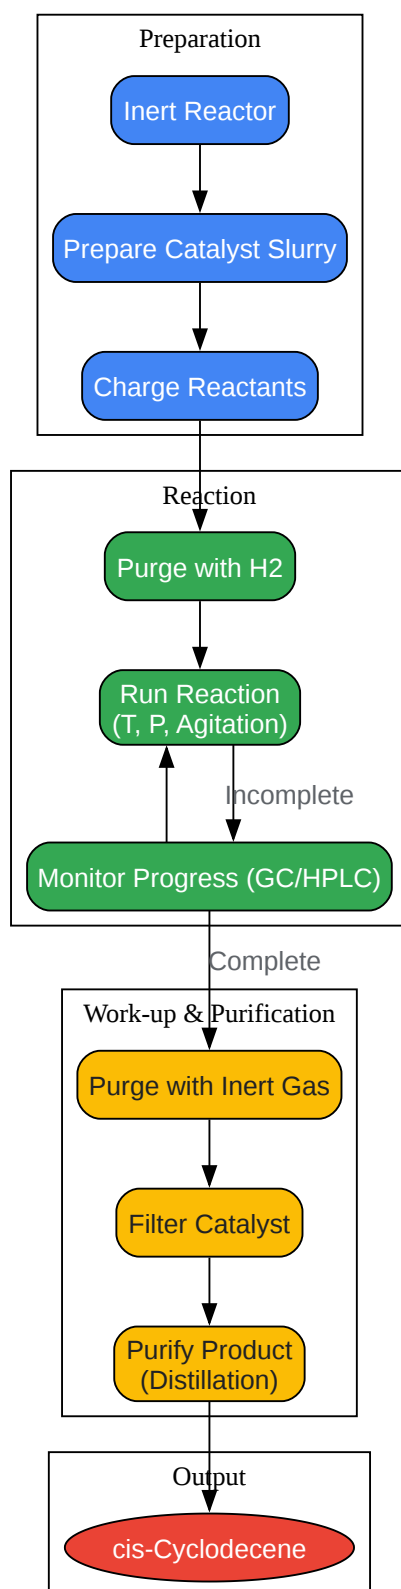 Preparation
Inert Reactor
Prepare Catalyst Slurry
Charge Reactants
Reaction
Purge with H2
Run Reaction
(T, P, Agitation)
Incomplete
Monitor Progress (GC/HPLC)
Complete
Work-up & Purification
Purge with Inert Gas
Filter Catalyst
Purify Product
(Distillation)
Output
cis-Cyclodecene